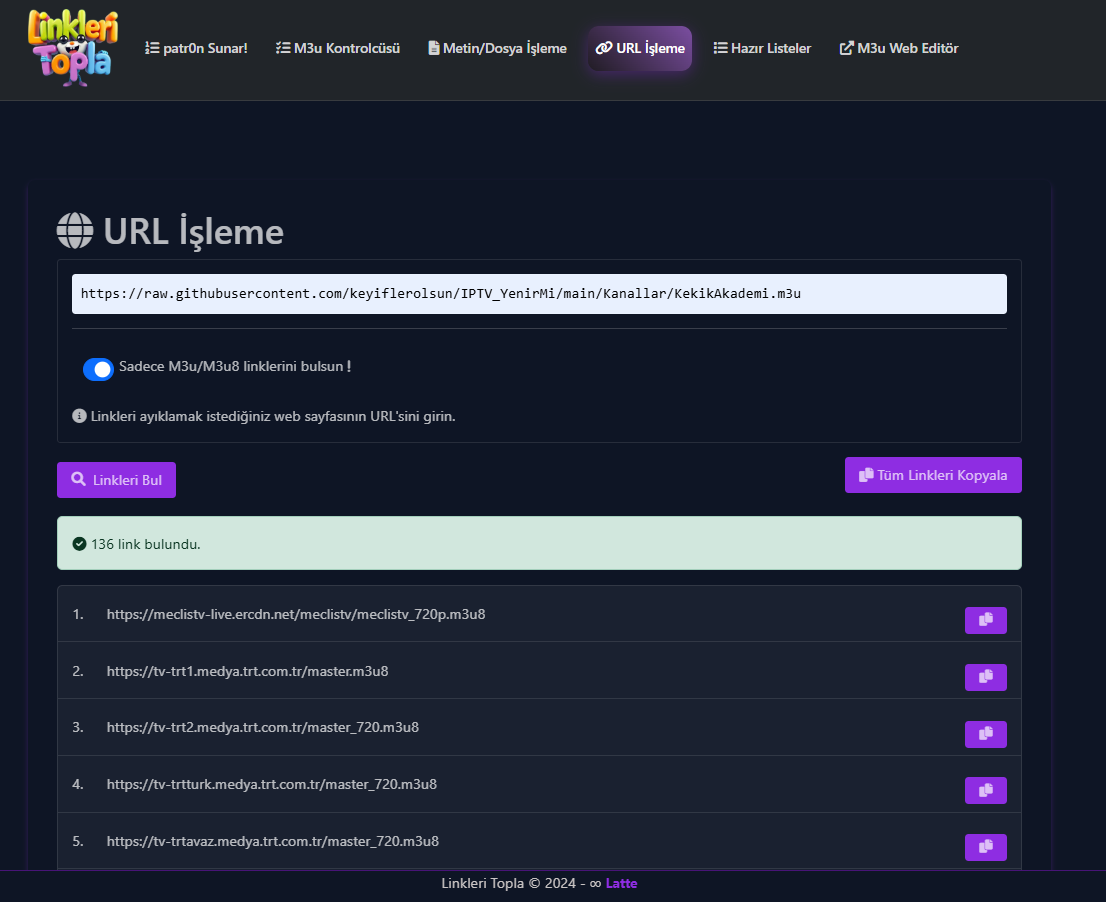 Linkleri
Topla
patr0n Sunar!
M3u Kontrolcüsü
Metin/Dosya İşleme
URL İşleme
Hazır Listeler
M3u Web Editör
URL İşleme
https://raw.githubusercontent.com/keyiflerolsun/IPTV_YenirMi/main/Kanallar/KekikAkademi.m3u
Sadece M3u/M3u8 linklerini bulsun !
Linkleri ayıklamak istediğiniz web sayfasının URL'sini girin.
Linkleri Bul
Tüm Linkleri Kopyala
136 link bulundu.
1. https://meclistv-live.ercdn.net/meclistv/meclistv_720p.m3u8
2. https://tv-trt1.medya.trt.com.tr/master.m3u8
3. https://tv-trt2.medya.trt.com.tr/master_720.m3u8
4. https://tv-trtturk.medya.trt.com.tr/master_720.m3u8
5. https://tv-trtavaz.medya.trt.com.tr/master_720.m3u8
Linkleri Topla © 2024 - ∞ Latte